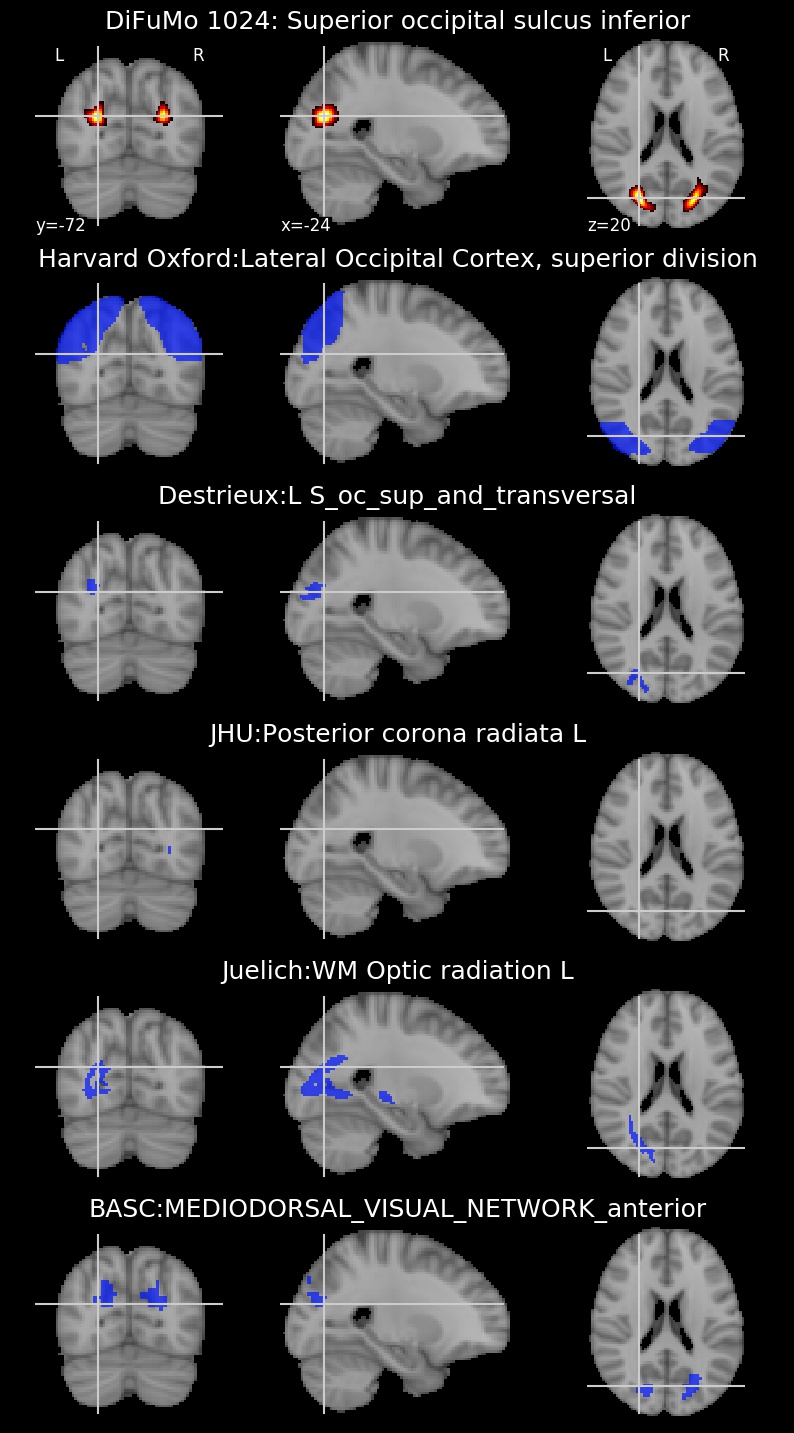 DiFuMo 1024: Superior occipital sulcus inferior
L R L R
y=-72 x=-24 z=20
Harvard Oxford:Lateral Occipital Cortex, superior division
Destrieux:L S_oc_sup_and_transversal
JHU:Posterior corona radiata L
Juelich:WM Optic radiation L
BASC:MEDIODORSAL_VISUAL_NETWORK_anterior